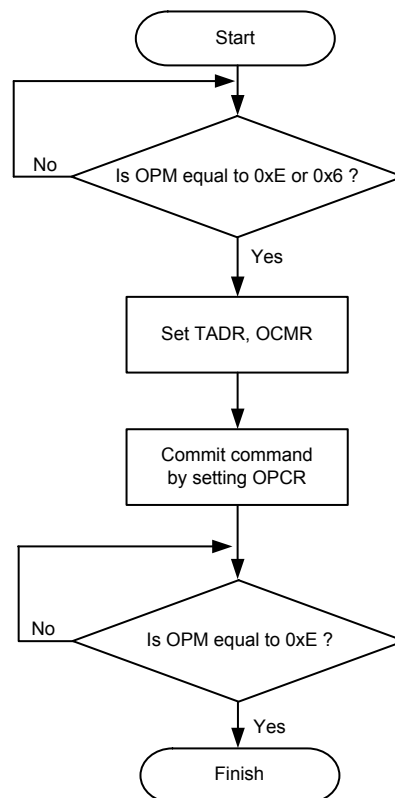 Start
Is OPM equal to 0xE or 0x6 ?
No
Yes
Set TADR, OCMR
Commit command
by setting OPCR
Is OPM equal to 0xE ?
No
Yes
Finish